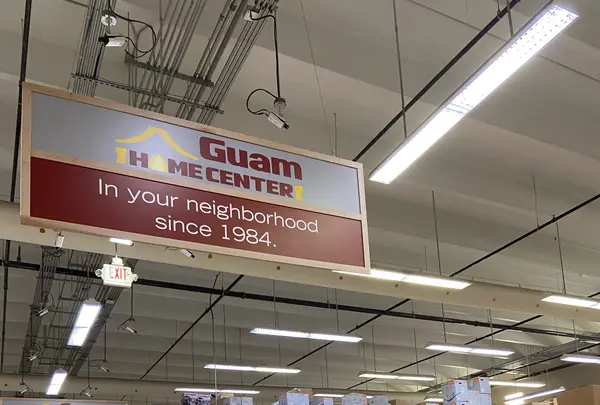 Guam
HOME CENTER
In your neighborhood
since 1984.
EXIT